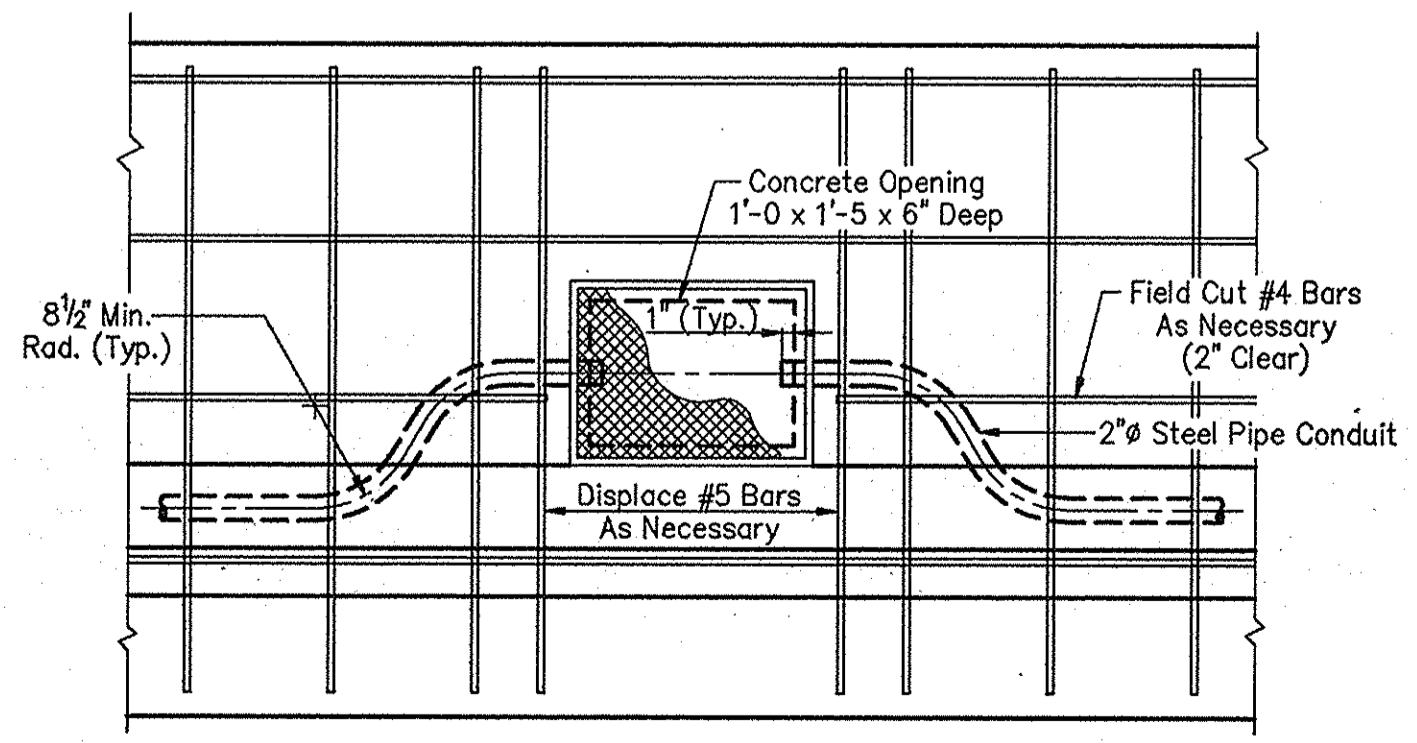 Concrete Opening
1'-0 x 1'-5 x 6" Deep
8½" Min.
Rad. (Typ.)
1" (Typ.)
Field Cut #4 Bars
As Necessary
(2" Clear)
2"ø Steel Pipe Conduit
Displace #5 Bars
As Necessary